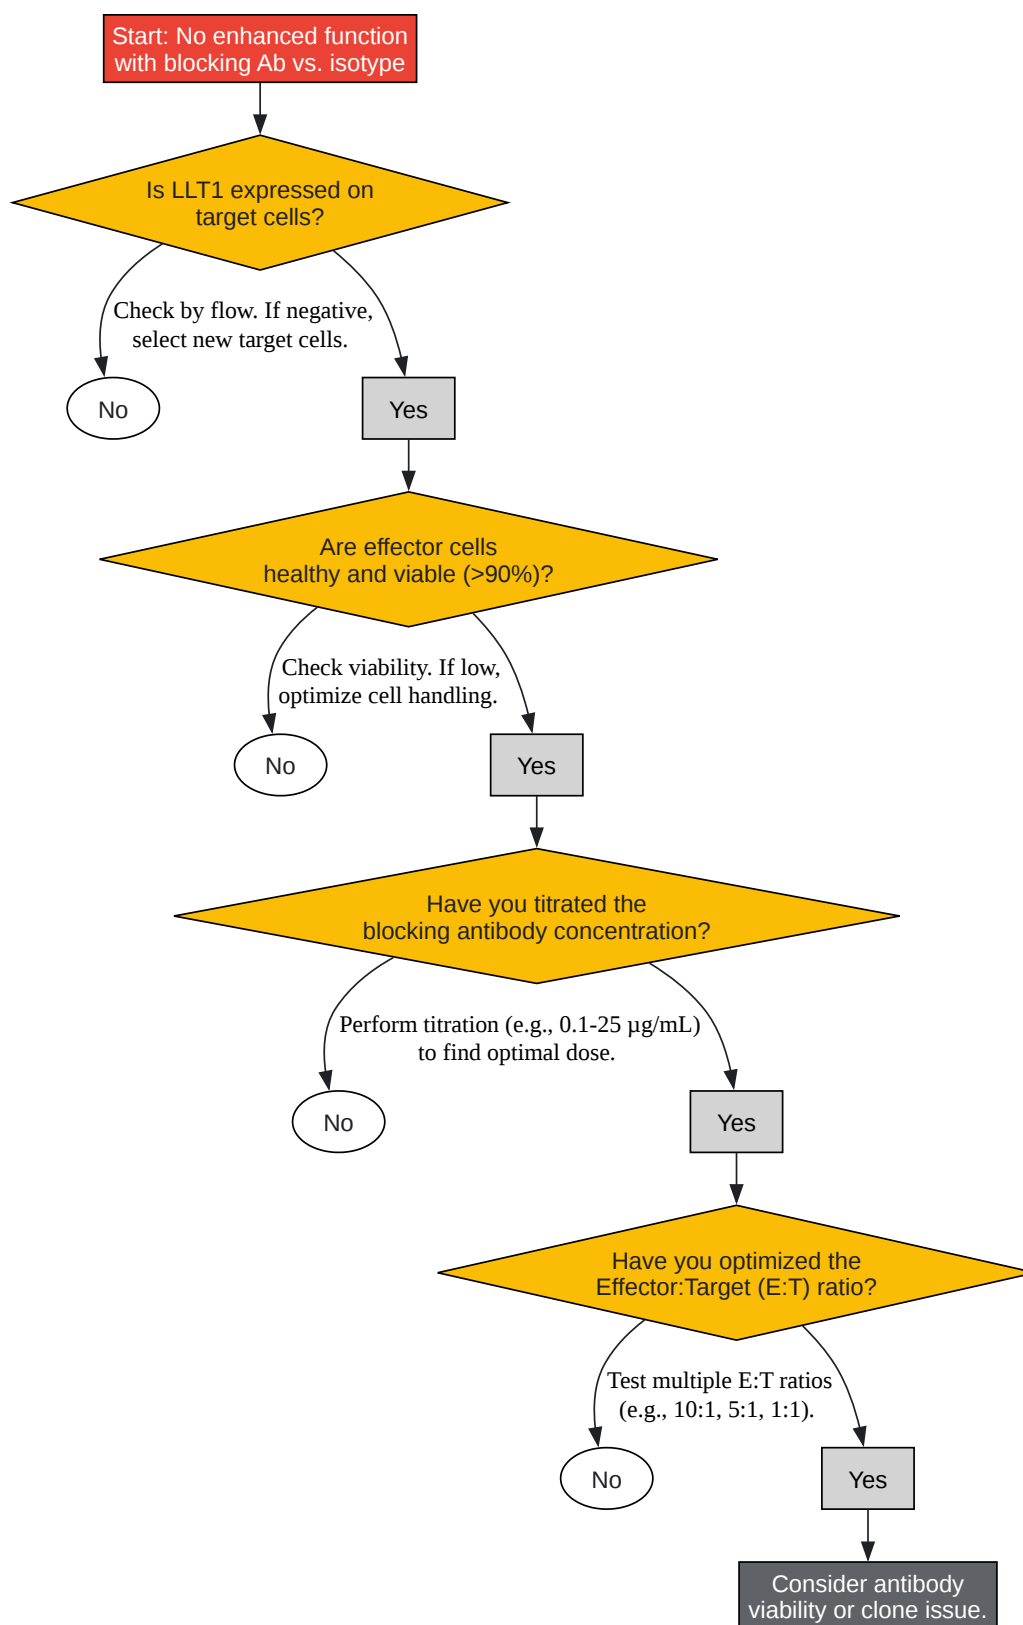 Start: No enhanced function
with blocking Ab vs. isotype
Is LLT1 expressed on
target cells?
Check by flow. If negative,
select new target cells.
No
Yes
Are effector cells
healthy and viable (>90%)?
Check viability. If low,
optimize cell handling.
No
Yes
Have you titrated the
blocking antibody concentration?
Perform titration (e.g., 0.1-25 µg/mL)
to find optimal dose.
No
Yes
Have you optimized the
Effector:Target (E:T) ratio?
Test multiple E:T ratios
(e.g., 10:1, 5:1, 1:1).
No
Yes
Consider antibody
viability or clone issue.